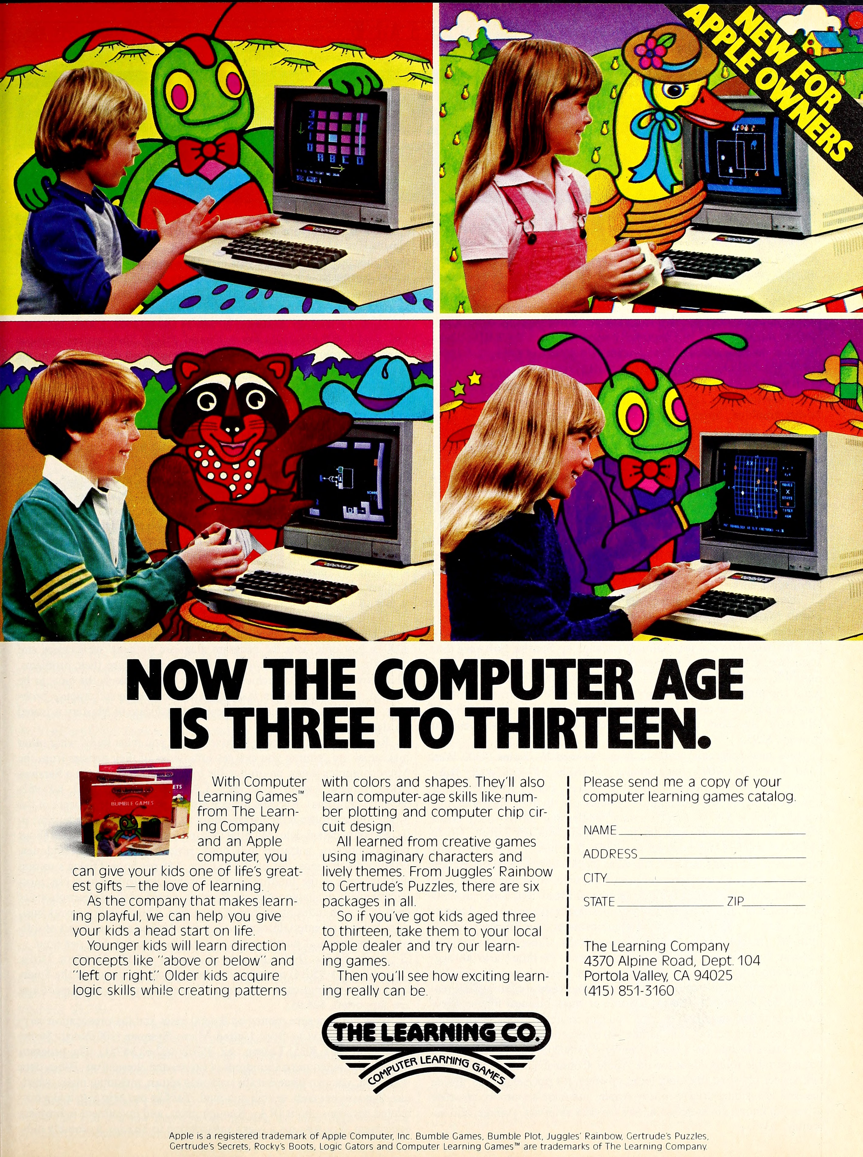 NEW FOR
APPLE OWNERS
NOW THE COMPUTER AGE
IS THREE TO THIRTEEN.
BUMBLE GAMES
With Computer
Learning Games™
from The Learn-
ing Company
and an Apple
computer, you
can give your kids one of life's great-
est gifts—the love of learning.
As the company that makes learn-
ing playful, we can help you give
your kids a head start on life.
Younger kids will learn direction
concepts like "above or below" and
"left or right." Older kids acquire
logic skills while creating patterns
with colors and shapes. They'll also
learn computer-age skills like num-
ber plotting and computer chip cir-
cuit design.
All learned from creative games
using imaginary characters and
lively themes. From Juggles' Rainbow
to Gertrude's Puzzles, there are six
packages in all.
So if you've got kids aged three
to thirteen, take them to your local
Apple dealer and try our learn-
ing games.
Then you'll see how exciting learn-
ing really can be.
Please send me a copy of your
computer learning games catalog.
NAME
ADDRESS
CITY
STATE ZIP
The Learning Company
4370 Alpine Road, Dept. 104
Portola Valley, CA 94025
(415) 851-3160
THE LEARNING CO.
COMPUTER LEARNING GAMES
Apple is a registered trademark of Apple Computer, Inc. Bumble Games, Bumble Plot, Juggles' Rainbow, Gertrude's Puzzles,
Gertrude's Secrets, Rocky's Boots, Logic Gators and Computer Learning Games™ are trademarks of The Learning Company.